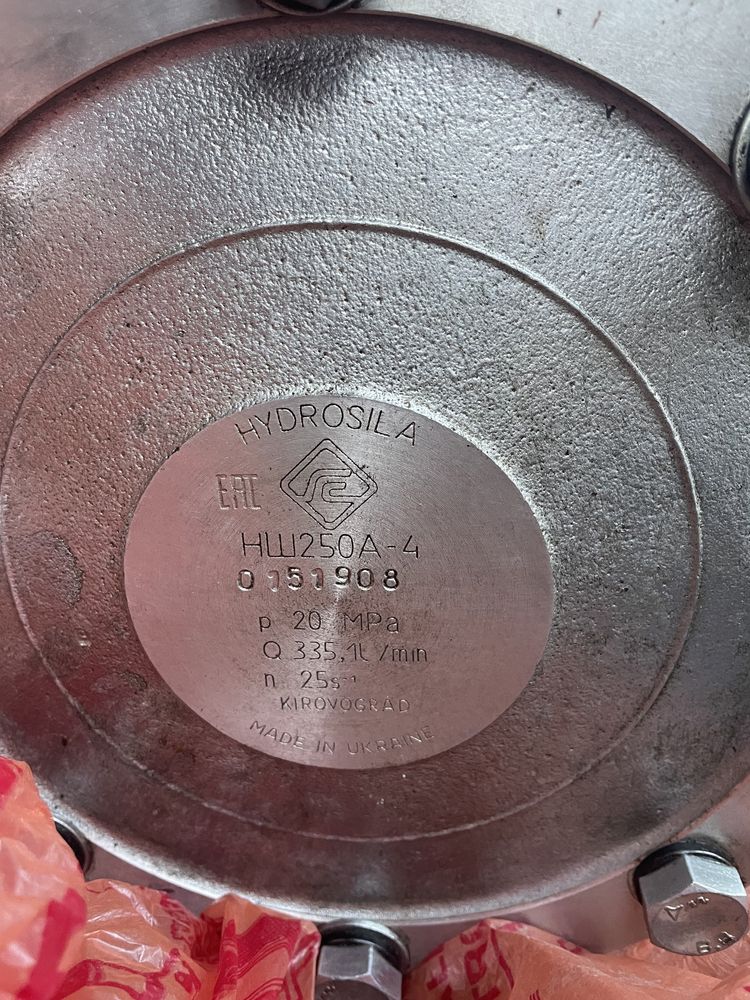 HYDROSILA
EAC
НШ250А-4
0151908
p 20 MPa
Q 335,1l/min
n 25s⁻¹
KIROVOGRAD
MADE IN UKRAINE